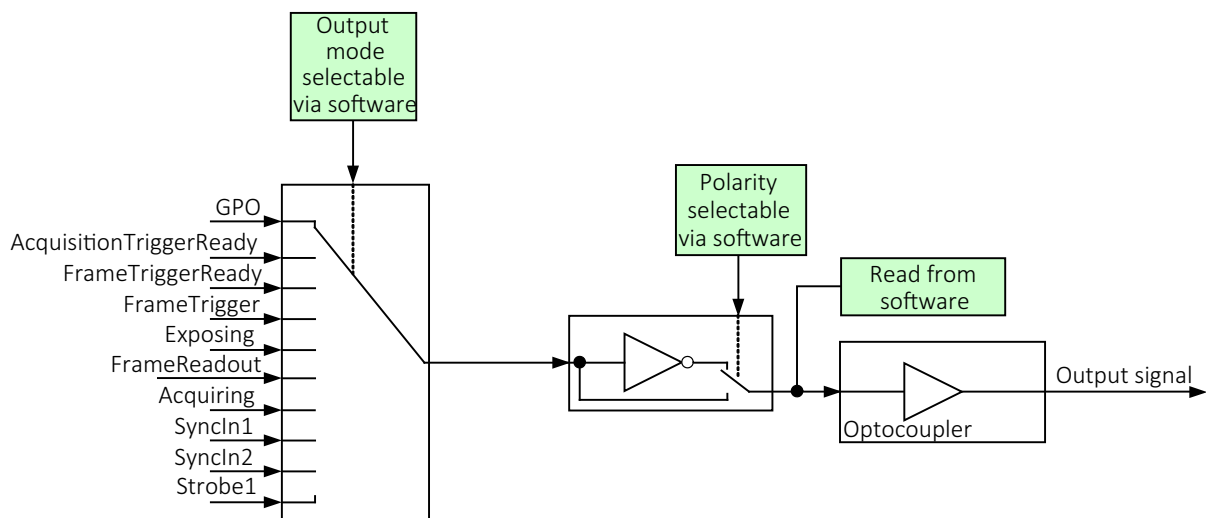 Output
mode
selectable
via software
Polarity
selectable
via software
GPO
AcquisitionTriggerReady
FrameTriggerReady
FrameTrigger
Exposing
FrameReadout
Acquiring
SyncIn1
SyncIn2
Strobe1
Read from
software
Optocoupler
Output signal